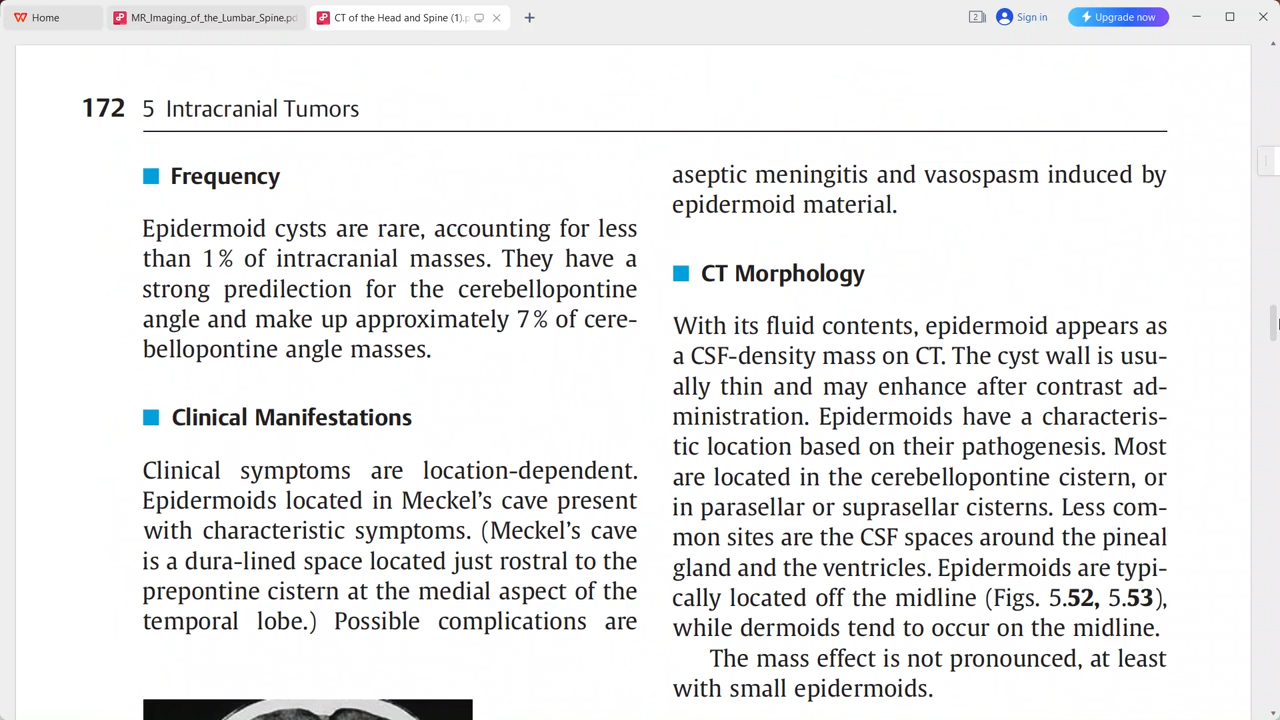 Home
MR_Imaging_of_the_Lumbar_Spine.pd
CT of the Head and Spine (1).p
2
Sign in
Upgrade now
172 5 Intracranial Tumors
Frequency
Epidermoid cysts are rare, accounting for less
than 1 % of intracranial masses. They have a
strong predilection for the cerebellopontine
angle and make up approximately 7 % of cere-
bellopontine angle masses.
Clinical Manifestations
Clinical symptoms are location-dependent.
Epidermoids located in Meckel's cave present
with characteristic symptoms. (Meckel's cave
is a dura-lined space located just rostral to the
prepontine cistern at the medial aspect of the
temporal lobe.) Possible complications are
aseptic meningitis and vasospasm induced by
epidermoid material.
CT Morphology
With its fluid contents, epidermoid appears as
a CSF-density mass on CT. The cyst wall is usu-
ally thin and may enhance after contrast ad-
ministration. Epidermoids have a characteris-
tic location based on their pathogenesis. Most
are located in the cerebellopontine cistern, or
in parasellar or suprasellar cisterns. Less com-
mon sites are the CSF spaces around the pineal
gland and the ventricles. Epidermoids are typi-
cally located off the midline (Figs. 5.52, 5.53),
while dermoids tend to occur on the midline.
The mass effect is not pronounced, at least
with small epidermoids.